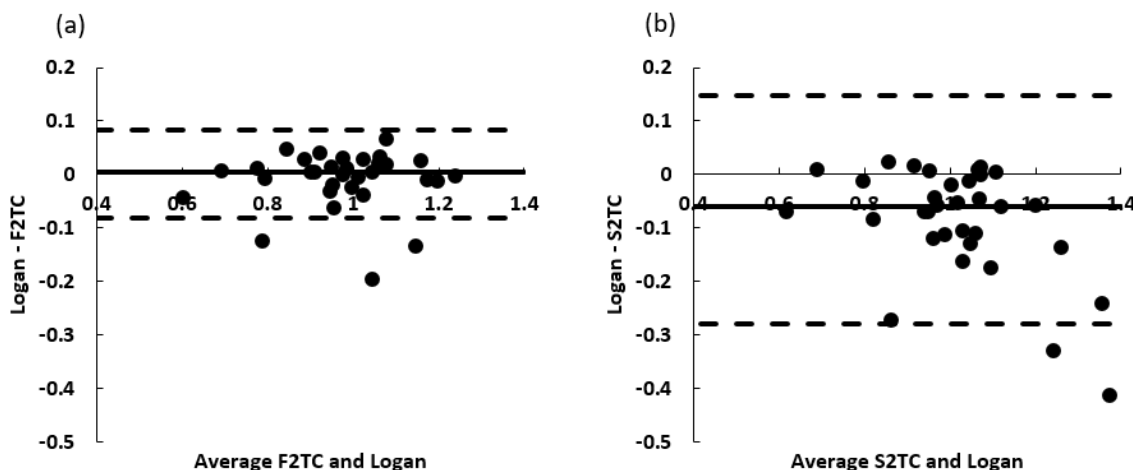 (a)
0.2
0.1
0
-0.1
-0.2
-0.3
-0.4
-0.5
0.4 0.6 0.8 1 1.2 1.4
Logan - F2TC
Average F2TC and Logan
(b)
0.2
0.1
0
-0.1
-0.2
-0.3
-0.4
-0.5
0.4 0.6 0.8 1 1.2 1.4
Logan - S2TC
Average S2TC and Logan